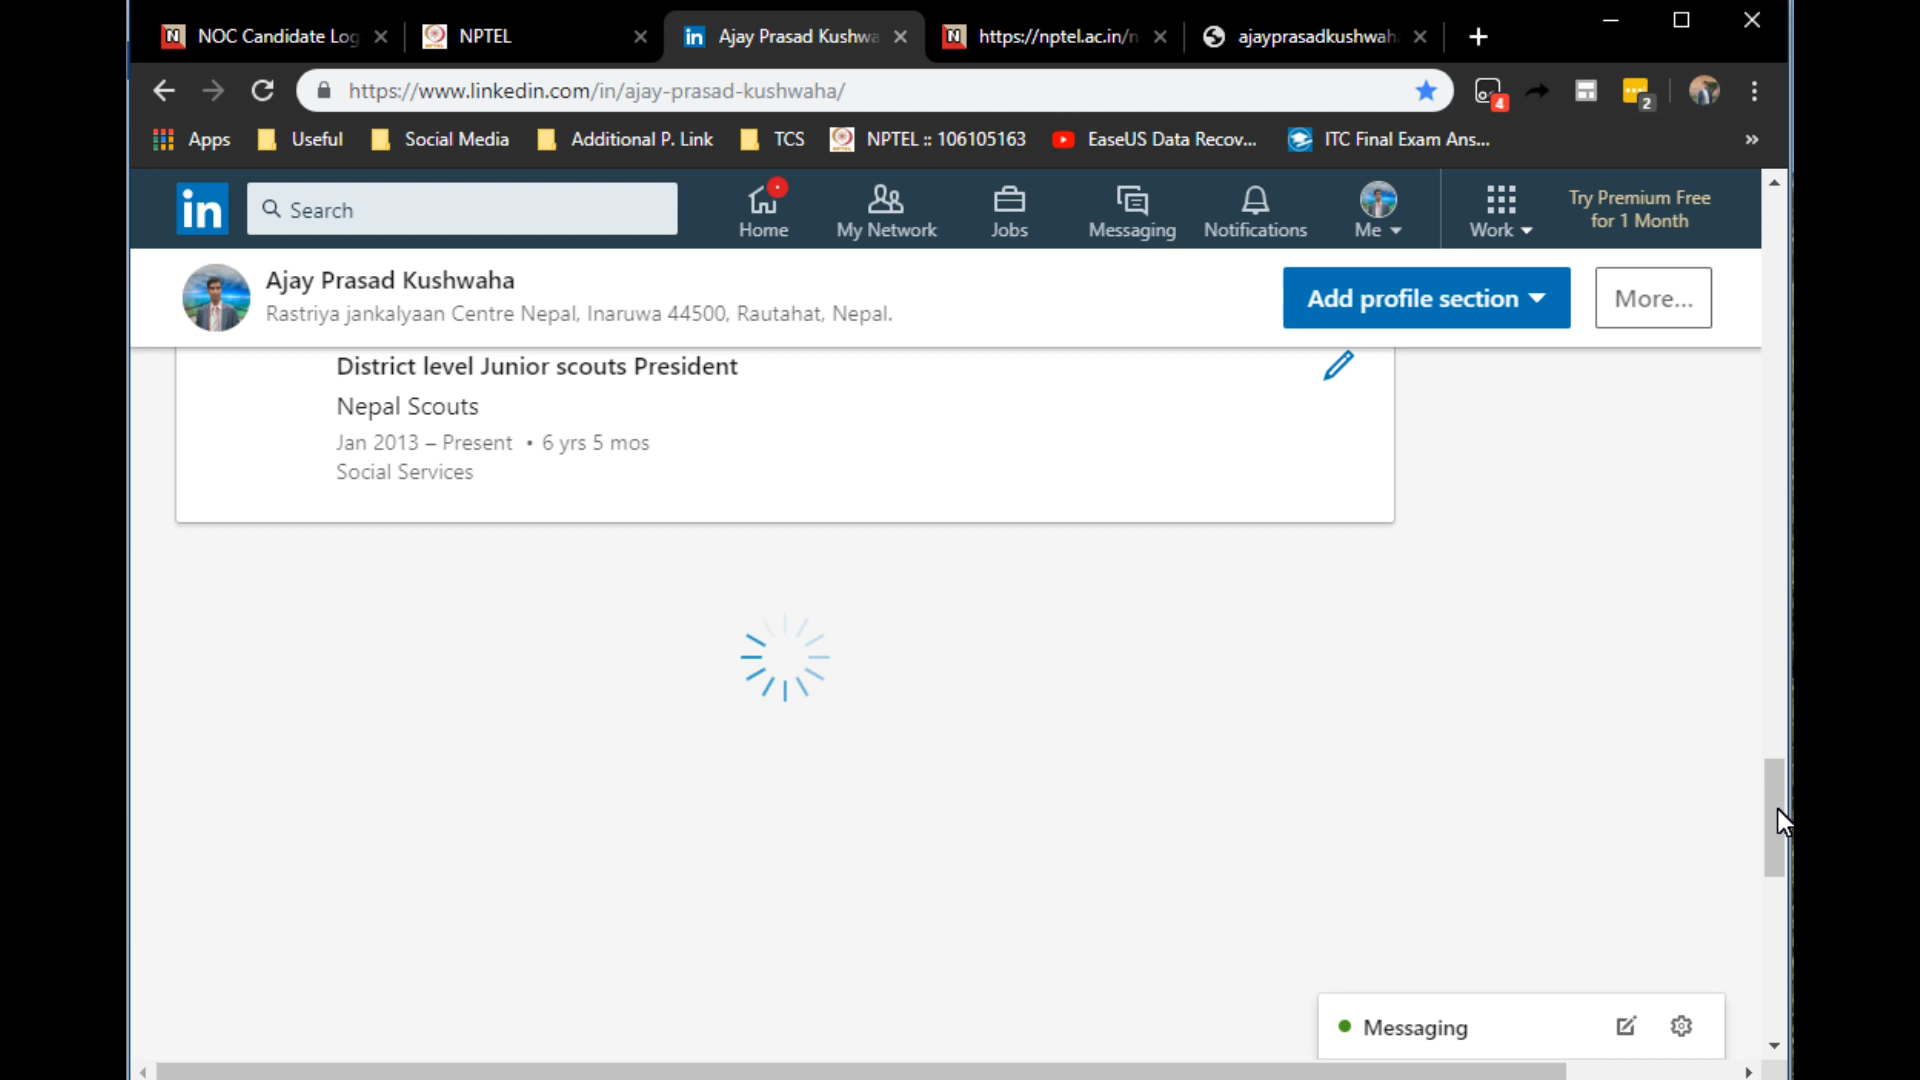 NOC Candidate Log
NPTEL
Ajay Prasad Kushwa
https://nptel.ac.in/n
ajayprasadkushwah
https://www.linkedin.com/in/ajay-prasad-kushwaha/
4
2
Apps
Useful
Social Media
Additional P. Link
TCS
NPTEL :: 106105163
EaseUS Data Recov...
ITC Final Exam Ans...
»
in
Search
Home
My Network
Jobs
Messaging
Notifications
Me
Work
Try Premium Free
for 1 Month
Ajay Prasad Kushwaha
Rastriya jankalyaan Centre Nepal, Inaruwa 44500, Rautahat, Nepal.
Add profile section
More...
District level Junior scouts President
Nepal Scouts
Jan 2013 – Present • 6 yrs 5 mos
Social Services
Messaging